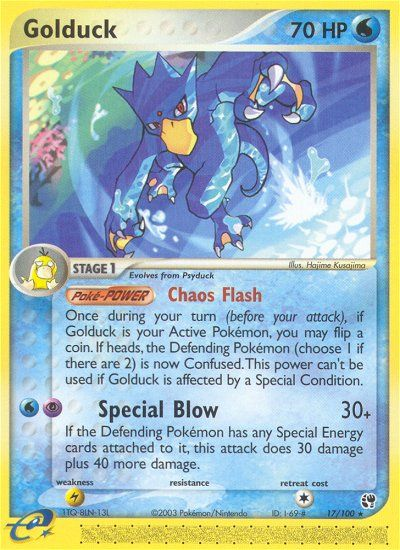 Golduck 70 HP
Illus. Hajime Kusajima
STAGE 1
Evolves from Psyduck
Poké-POWER Chaos Flash
Once during your turn (before your attack), if
Golduck is your Active Pokémon, you may flip a
coin. If heads, the Defending Pokémon (choose 1 if
there are 2) is now Confused. This power can't be
used if Golduck is affected by a Special Condition.
Special Blow 30+
If the Defending Pokémon has any Special Energy
cards attached to it, this attack does 30 damage
plus 40 more damage.
weakness resistance retreat cost
1TQ-8LN-13L ©2003 Pokémon/Nintendo ID: I-69-# 17/100 ★
e